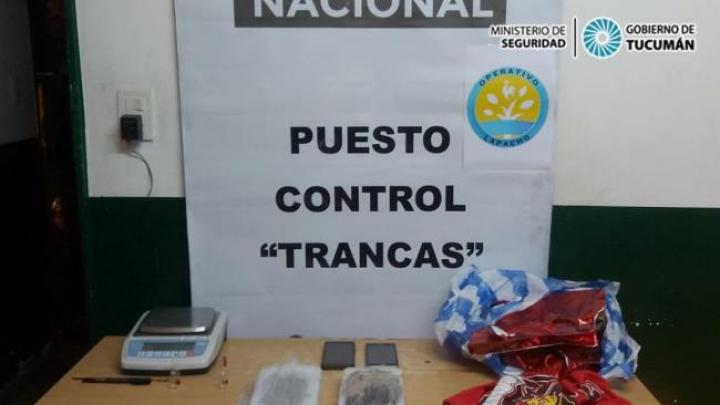 NACIONAL
MINISTERIO DE
SEGURIDAD
GOBIERNO DE
TUCUMÁN
OPERATIVO
LAPACHO
PUESTO
CONTROL
“TRANCAS”